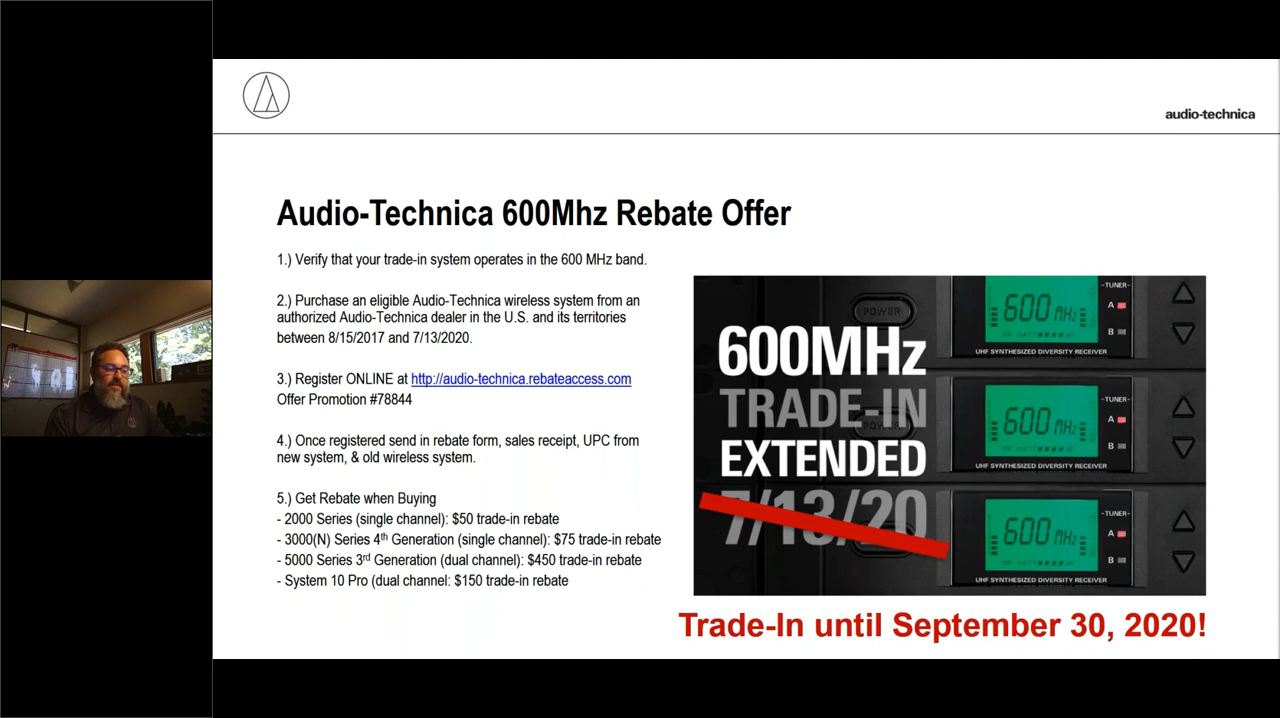 audio-technica
Audio-Technica 600Mhz Rebate Offer
1.) Verify that your trade-in system operates in the 600 MHz band.
2.) Purchase an eligible Audio-Technica wireless system from an
authorized Audio-Technica dealer in the U.S. and its territories
between 8/15/2017 and 7/13/2020.
3.) Register ONLINE at http://audio-technica.rebateaccess.com
Offer Promotion #78844
4.) Once registered send in rebate form, sales receipt, UPC from
new system, & old wireless system.
5.) Get Rebate when Buying
- 2000 Series (single channel): $50 trade-in rebate
- 3000(N) Series 4th Generation (single channel): $75 trade-in rebate
- 5000 Series 3rd Generation (dual channel): $450 trade-in rebate
- System 10 Pro (dual channel: $150 trade-in rebate
600MHz
TRADE-IN
EXTENDED
7/13/20
POWER
600 MHz
-TUNER-
A
B
UHF SYNTHESIZED DIVERSITY RECEIVER
POWER
600 MHz
-TUNER-
A
B
UHF SYNTHESIZED DIVERSITY RECEIVER
600 MHz
-TUNER-
A
B
UHF SYNTHESIZED DIVERSITY RECEIVER
Trade-In until September 30, 2020!